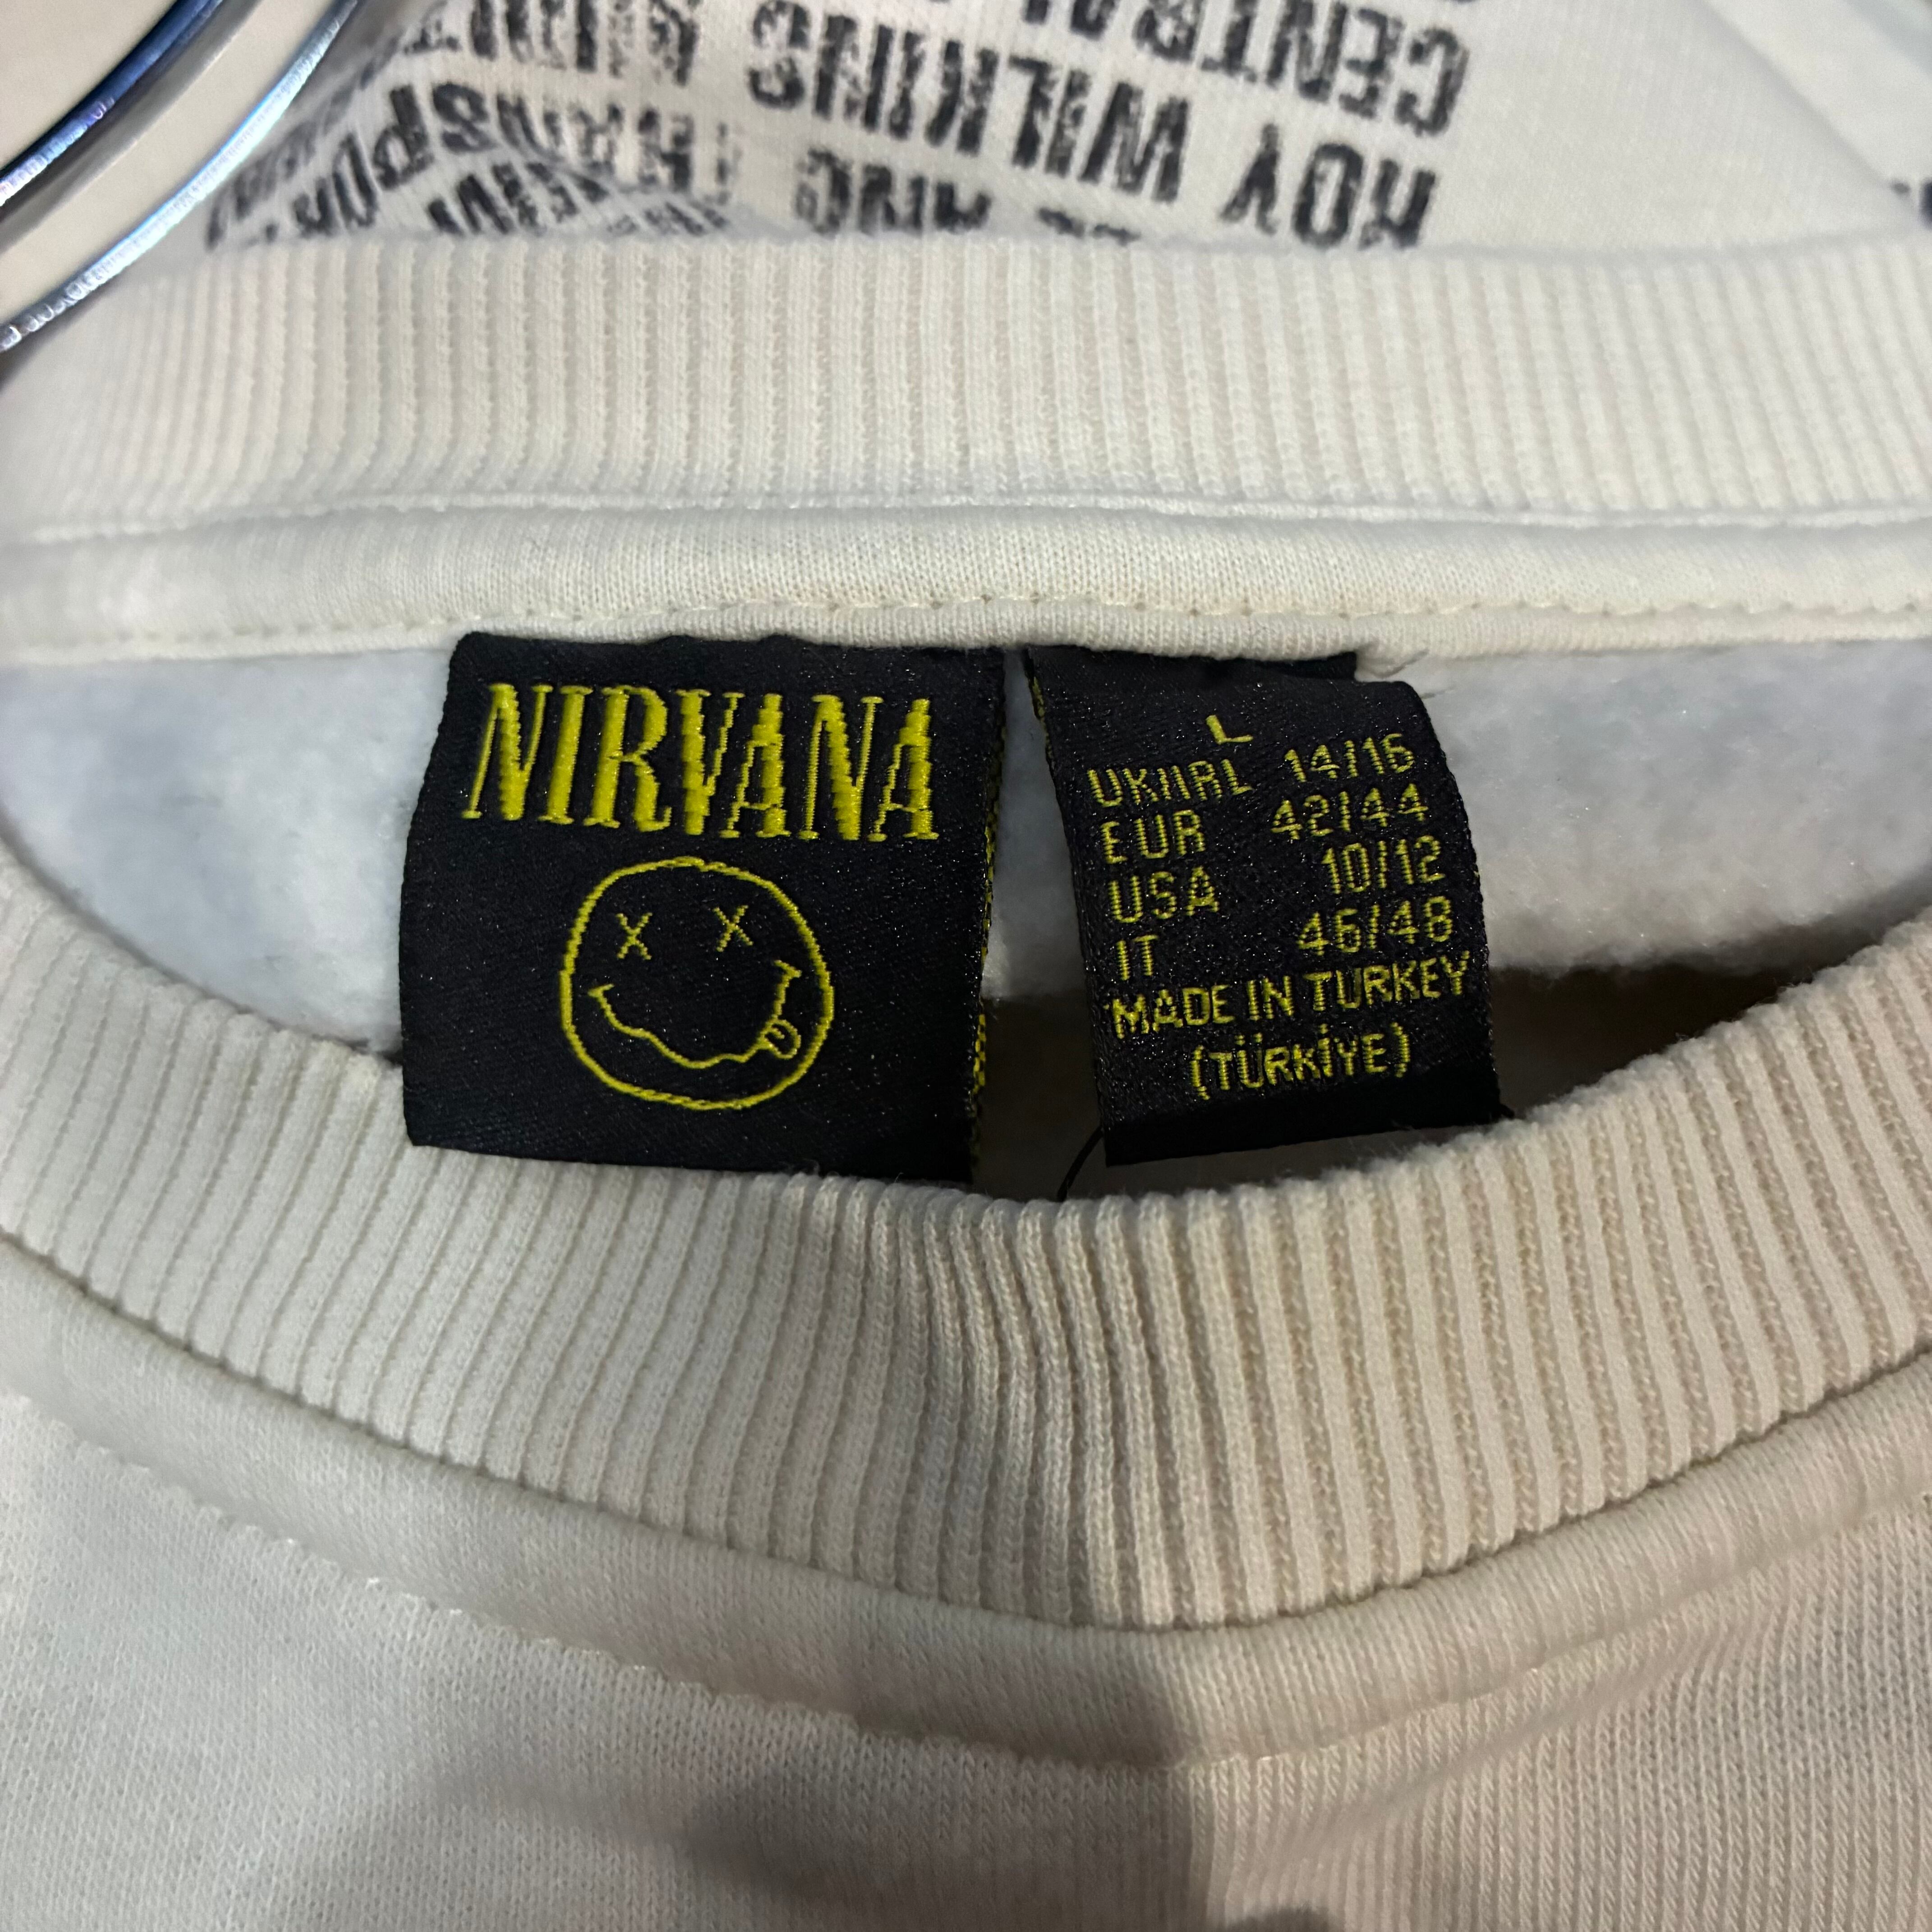 CENTRAL
ROY WILKINS
NIRVANA
L
UK/IRL 14/16
EUR 42/44
USA 10/12
IT 46/48
MADE IN TURKEY
(TÜRKİYE)